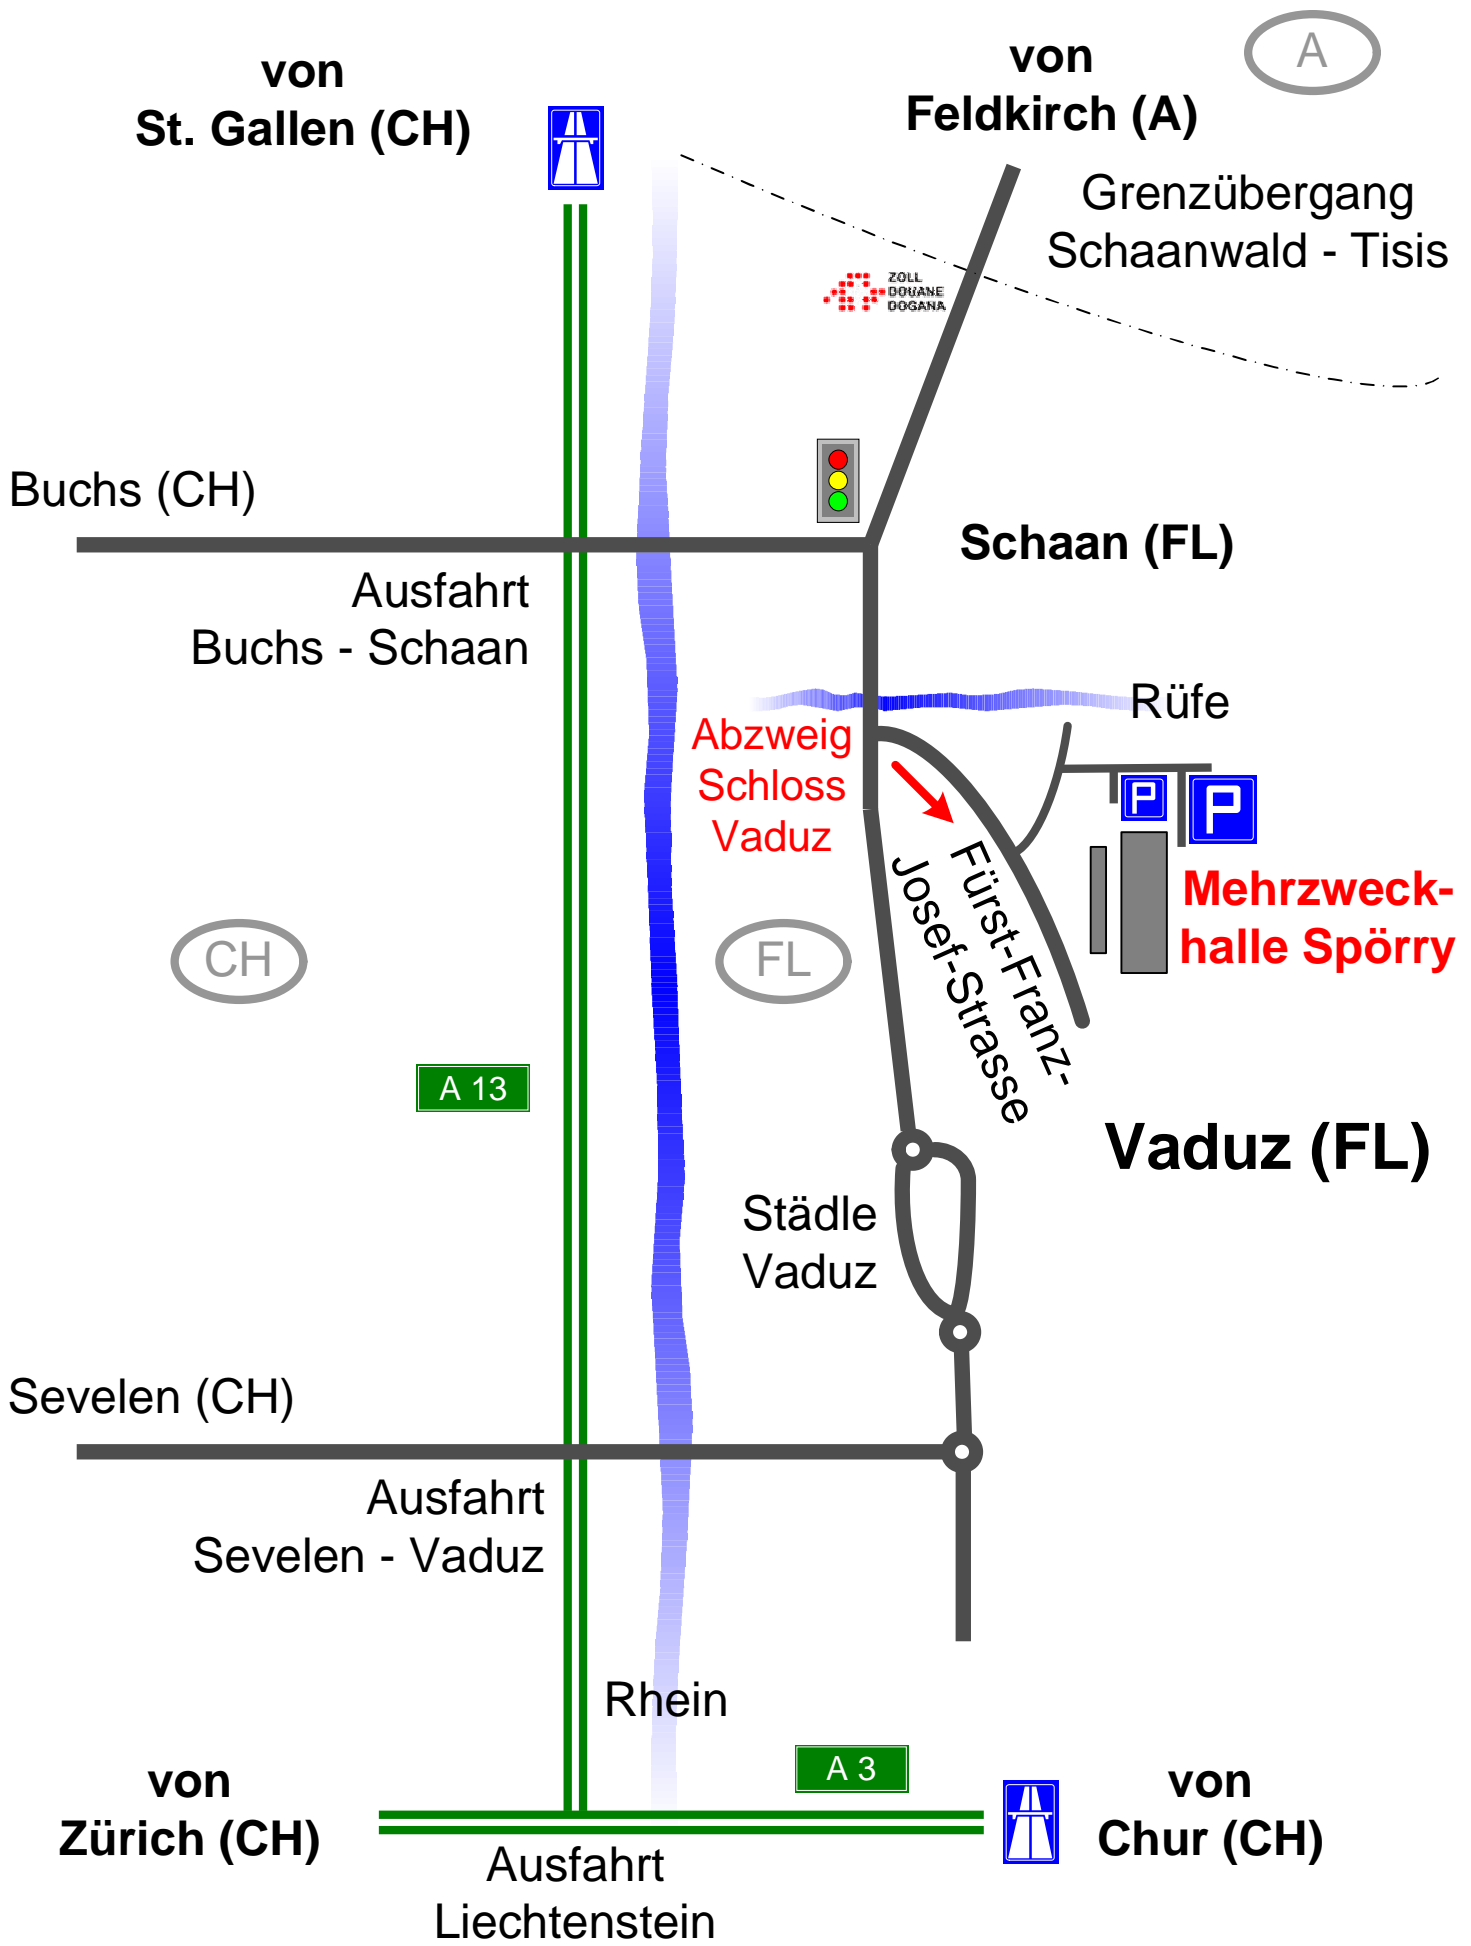 von
St. Gallen (CH)
von
Feldkirch (A)
A
Grenzübergang
Schaanwald - Tisis
ZOLL
DOUANE
DOGANA
Buchs (CH)
Ausfahrt
Buchs - Schaan
Schaan (FL)
Rüfe
Abzweig
Schloss
Vaduz
P
P
Mehrzweck-
halle Spörry
Fürst-Franz-
Josef-Strasse
CH
FL
A 13
Vaduz (FL)
Städle
Vaduz
Sevelen (CH)
Ausfahrt
Sevelen - Vaduz
Rhein
A 3
von
Zürich (CH)
von
Chur (CH)
Ausfahrt
Liechtenstein